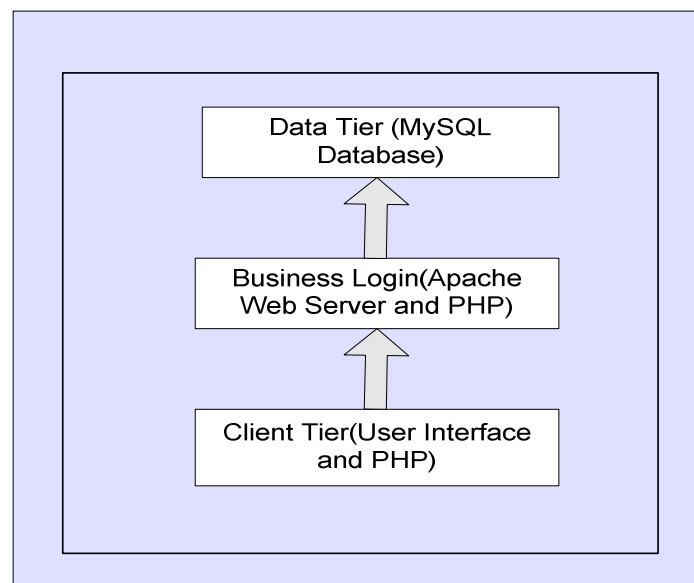 Data Tier (MySQL
Database)
Business Login(Apache
Web Server and PHP)
Client Tier(User Interface
and PHP)